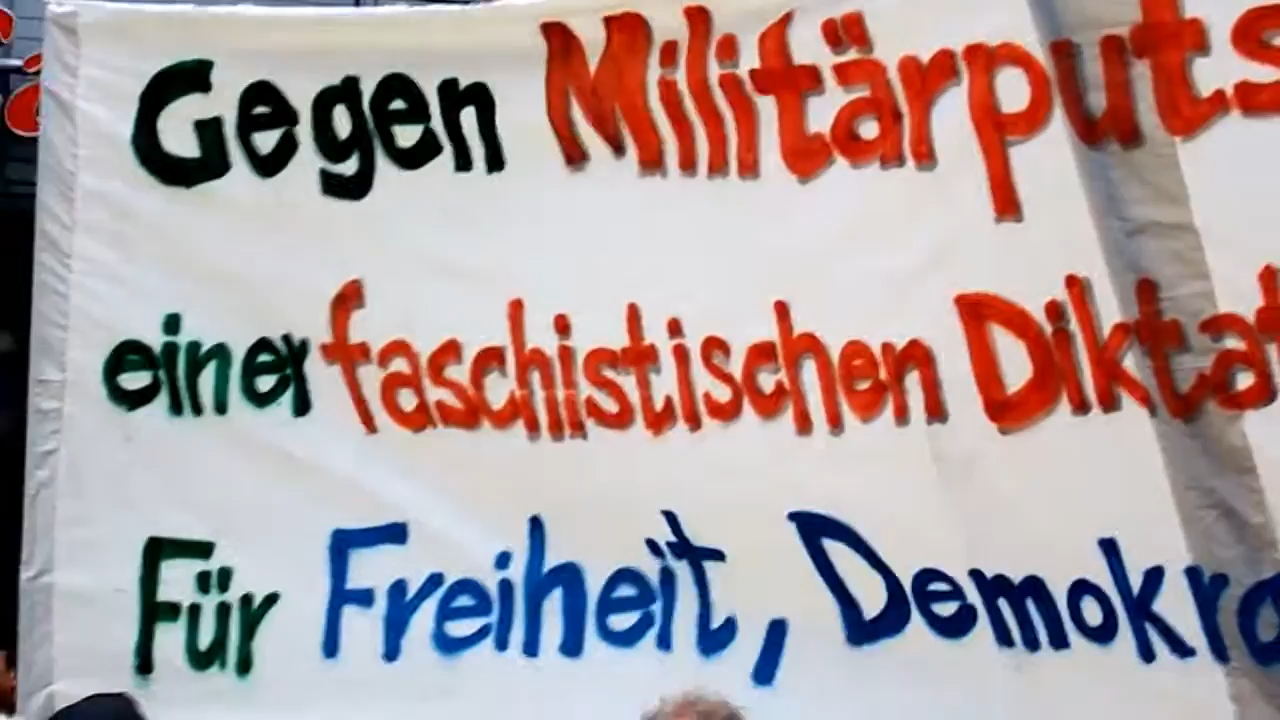 Gegen Militärputs
einer faschistischen Diktat
Für Freiheit, Demokra